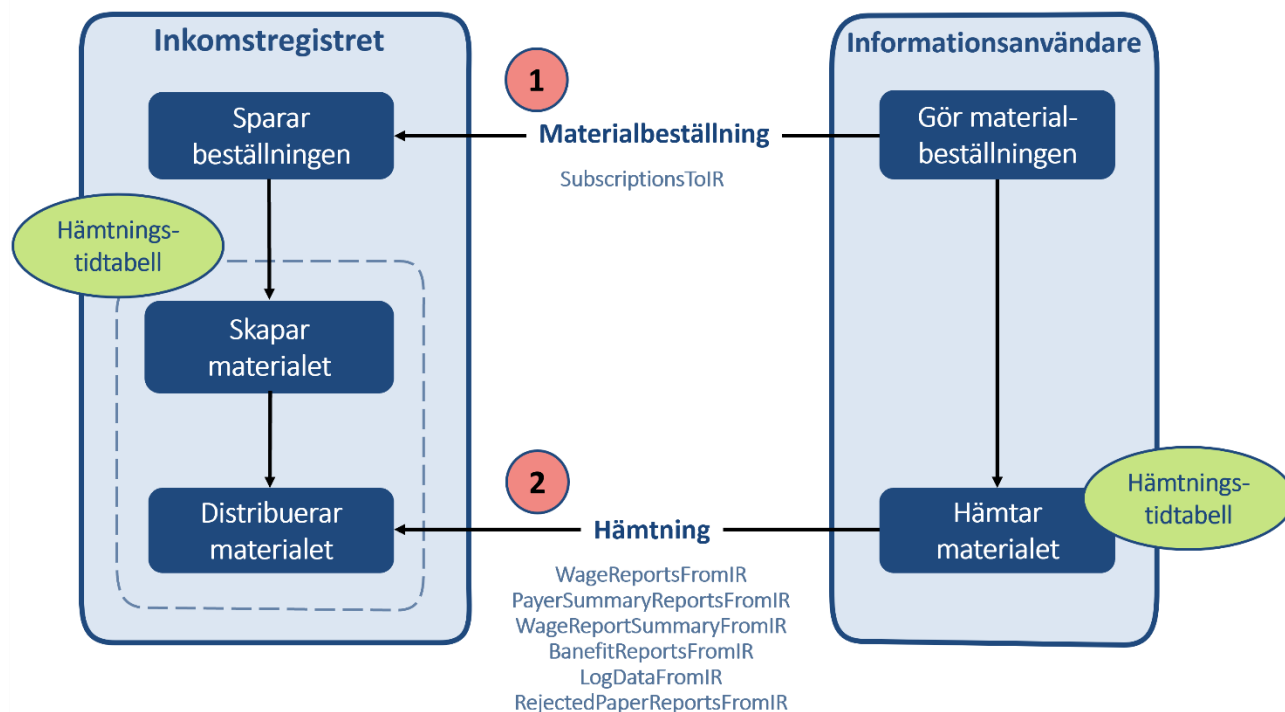 Inkomstregistret
Informationsanvändare
1
Sparar
beställningen
Materialbeställning
Gör material-
beställningen
SubscriptionsToIR
Hämtnings-
tidtabell
Skapar
materialet
2
Distribuerar
materialet
Hämtning
Hämtar
materialet
Hämtnings-
tidtabell
WageReportsFromIR
PayerSummaryReportsFromIR
WageReportSummaryFromIR
BanefitReportsFromIR
LogDataFromIR
RejectedPaperReportsFromIR